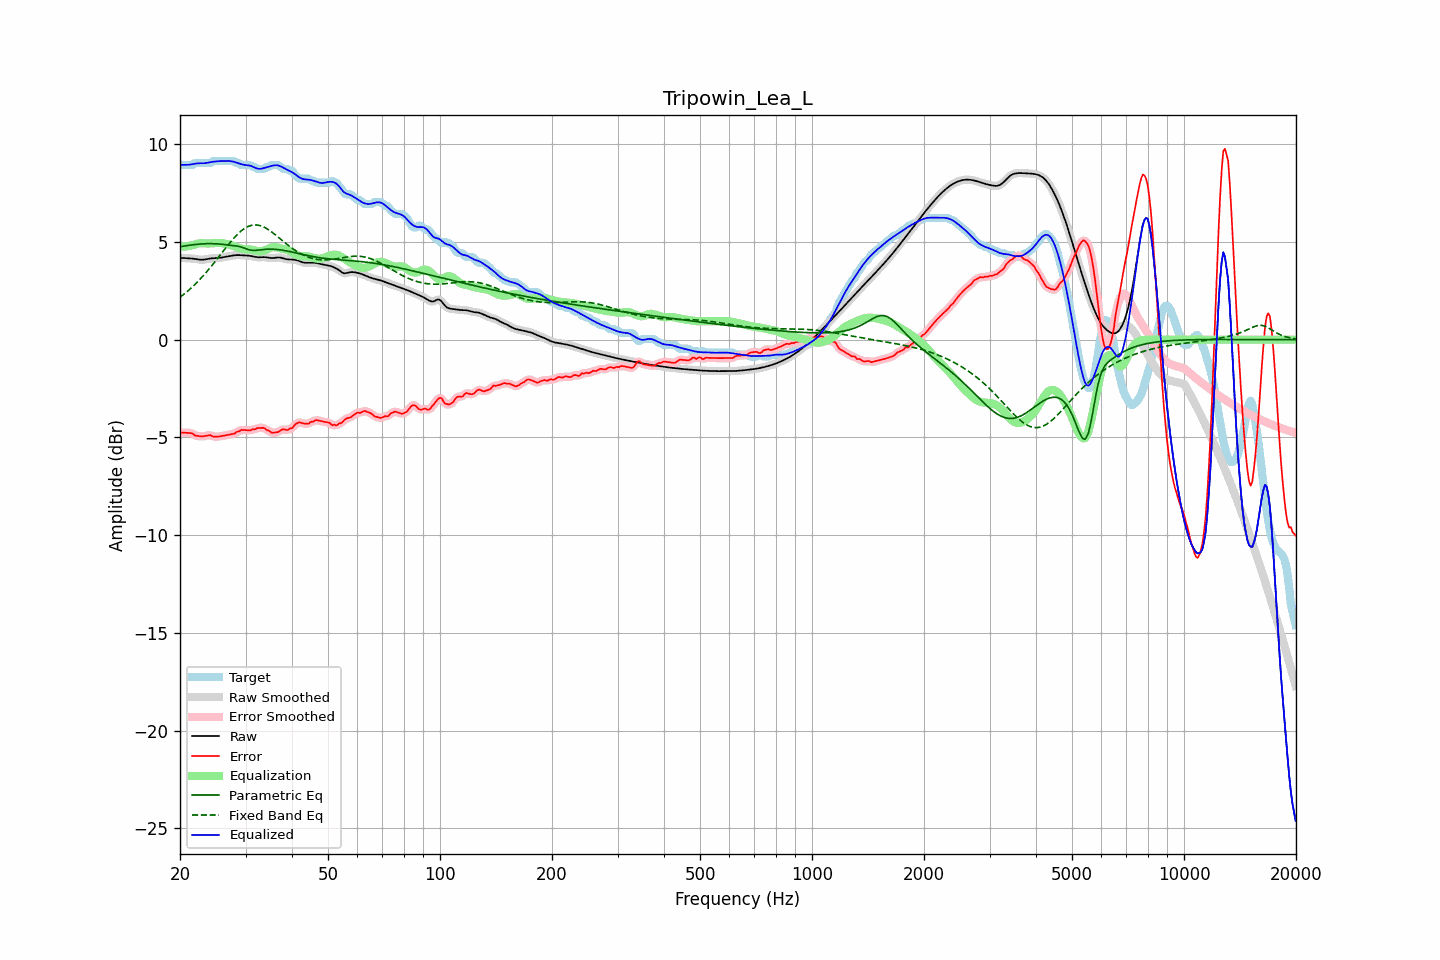 Tripowin_Lea_L
Amplitude (dBr)
10
5
0
−5
−10
−15
−20
−25
Target
Raw Smoothed
Error Smoothed
Raw
Error
Equalization
Parametric Eq
Fixed Band Eq
Equalized
20 50 100 200 500 1000 2000 5000 10000 20000
Frequency (Hz)